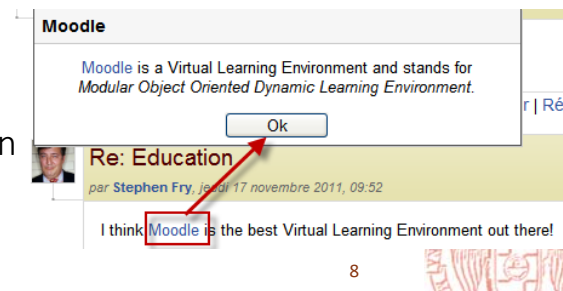 Moodle
Moodle is a Virtual Learning Environment and stands for
Modular Object Oriented Dynamic Learning Environment.
Ok
r | Ré
n
Re: Education
par Stephen Fry, jeudi 17 novembre 2011, 09:52
I think Moodle is the best Virtual Learning Environment out there!
8